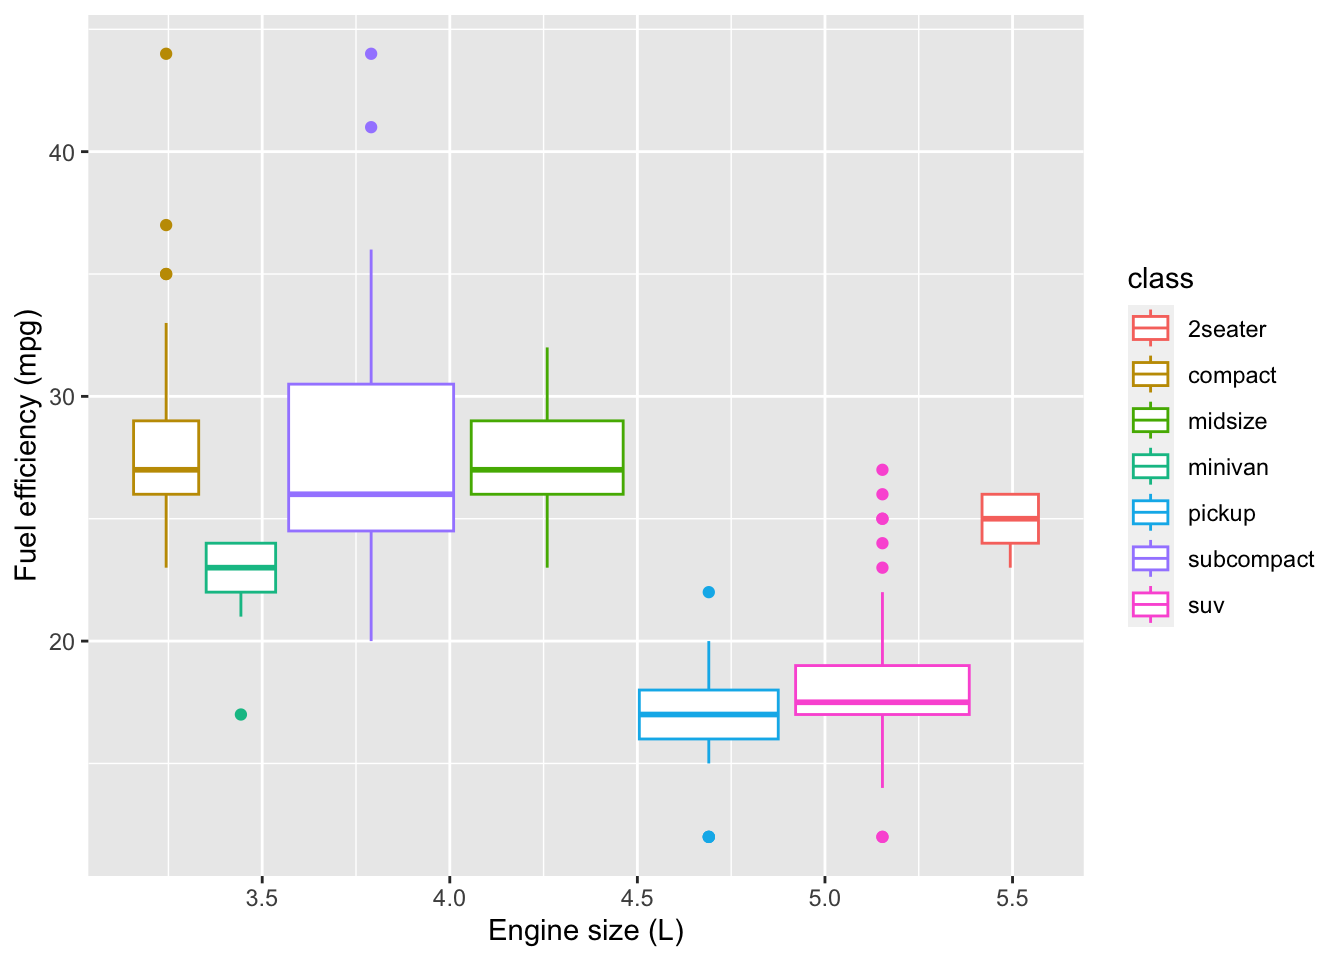 40
30
20
Fuel efficiency (mpg)
3.5 4.0 4.5 5.0 5.5
Engine size (L)
class
2seater
compact
midsize
minivan
pickup
subcompact
suv